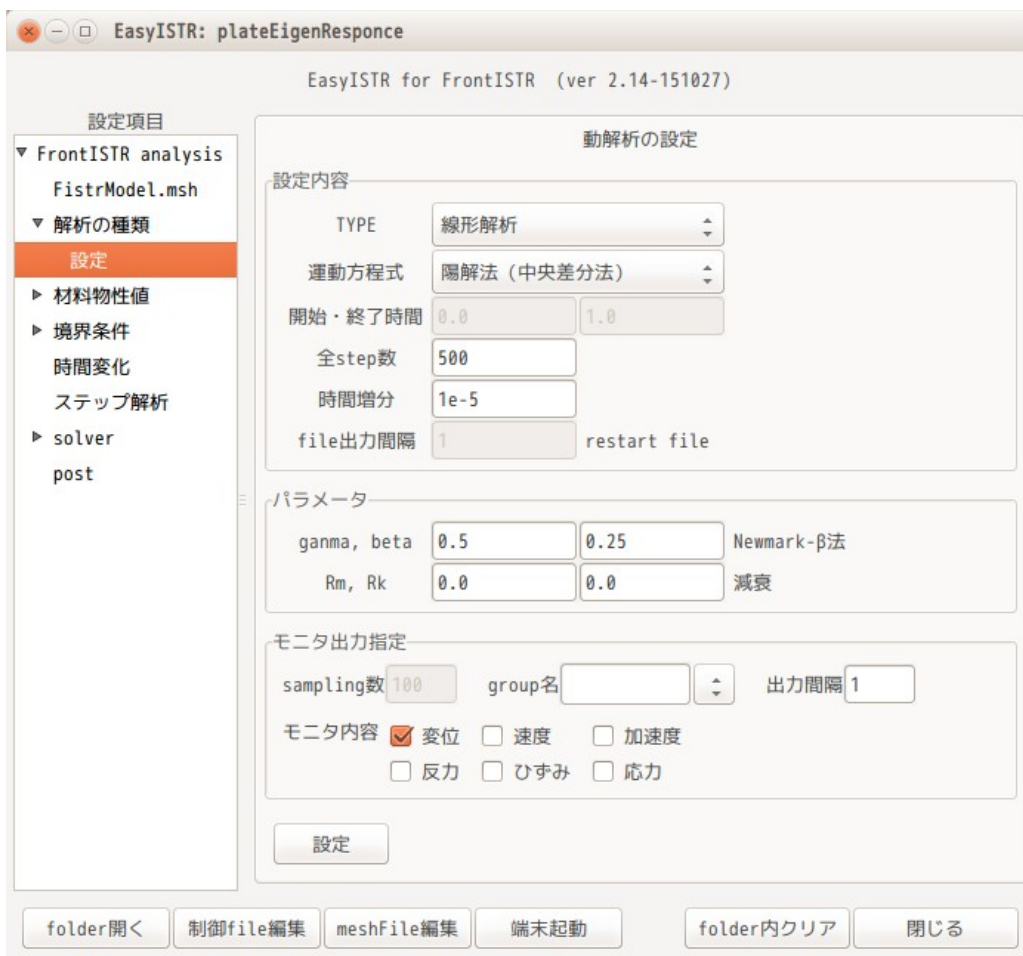 EasyISTR: plateEigenResponce
EasyISTR for FrontISTR (ver 2.14-151027)
設定項目
FrontISTR analysis
FistrModel.msh
解析の種類
設定
材料物性値
境界条件
時間変化
ステップ解析
solver
post
動解析の設定
設定内容
TYPE 線形解析
運動方程式 陽解法（中央差分法）
開始・終了時間 0.0 1.0
全step数 500
時間増分 1e-5
file出力間隔 1 restart file
パラメータ
ganma, beta 0.5 0.25 Newmark-β法
Rm, Rk 0.0 0.0 減衰
モニタ出力指定
sampling数 100 group名 出力間隔 1
モニタ内容 変位 速度 加速度
反力 ひずみ 応力
設定
folder開く 制御file編集 meshFile編集 端末起動 folder内クリア 閉じる